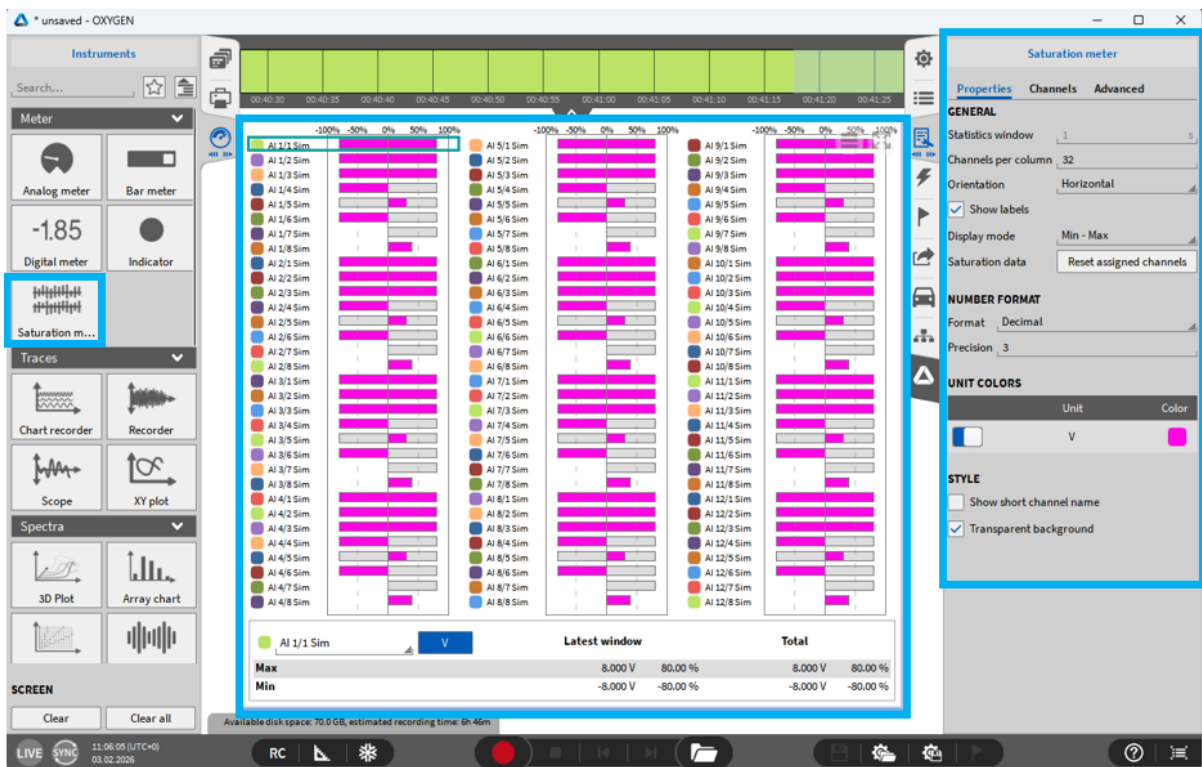 * unsaved - OXYGEN
Instruments
Search...
Meter
Analog meter
Bar meter
-1.85
Digital meter
Indicator
Saturation m...
Traces
Chart recorder
Recorder
Scope
XY plot
Spectra
Plot
Array chart
SCREEN
Clear
Clear all
00:40:30 00:40:35 00:40:40 00:40:45 00:40:50 00:40:55 00:41:00 00:41:05 00:41:10 00:41:15 00:41:20 00:41:25
-100% -50% 0% 50% 100%
AI 1/1 Sim
AI 1/2 Sim
AI 1/3 Sim
AI 1/4 Sim
AI 1/5 Sim
AI 1/6 Sim
AI 1/7 Sim
AI 1/8 Sim
AI 2/1 Sim
AI 2/2 Sim
AI 2/3 Sim
AI 2/4 Sim
AI 2/5 Sim
AI 2/6 Sim
AI 2/7 Sim
AI 2/8 Sim
AI 3/1 Sim
AI 3/2 Sim
AI 3/3 Sim
AI 3/4 Sim
AI 3/5 Sim
AI 3/6 Sim
AI 3/7 Sim
AI 3/8 Sim
AI 4/1 Sim
AI 4/2 Sim
AI 4/3 Sim
AI 4/4 Sim
AI 4/5 Sim
AI 4/6 Sim
AI 4/7 Sim
AI 4/8 Sim
-100% -50% 0% 50% 100%
AI 5/1 Sim
AI 5/2 Sim
AI 5/3 Sim
AI 5/4 Sim
AI 5/5 Sim
AI 5/6 Sim
AI 5/7 Sim
AI 5/8 Sim
AI 6/1 Sim
AI 6/2 Sim
AI 6/3 Sim
AI 6/4 Sim
AI 6/5 Sim
AI 6/6 Sim
AI 6/7 Sim
AI 6/8 Sim
AI 7/1 Sim
AI 7/2 Sim
AI 7/3 Sim
AI 7/4 Sim
AI 7/5 Sim
AI 7/6 Sim
AI 7/7 Sim
AI 7/8 Sim
AI 8/1 Sim
AI 8/2 Sim
AI 8/3 Sim
AI 8/4 Sim
AI 8/5 Sim
AI 8/6 Sim
AI 8/7 Sim
AI 8/8 Sim
-100% -50% 0% 50% 100%
AI 9/1 Sim
AI 9/2 Sim
AI 9/3 Sim
AI 9/4 Sim
AI 9/5 Sim
AI 9/6 Sim
AI 9/7 Sim
AI 9/8 Sim
AI 10/1 Sim
AI 10/2 Sim
AI 10/3 Sim
AI 10/4 Sim
AI 10/5 Sim
AI 10/6 Sim
AI 10/7 Sim
AI 10/8 Sim
AI 11/1 Sim
AI 11/2 Sim
AI 11/3 Sim
AI 11/4 Sim
AI 11/5 Sim
AI 11/6 Sim
AI 11/7 Sim
AI 11/8 Sim
AI 12/1 Sim
AI 12/2 Sim
AI 12/3 Sim
AI 12/4 Sim
AI 12/5 Sim
AI 12/6 Sim
AI 12/7 Sim
AI 12/8 Sim
AI 1/1 Sim V Latest window Total
Max 8.000 V 80.00 % 8.000 V 80.00 %
Min -8.000 V -80.00 % -8.000 V -80.00 %
Available disk space: 70.0 GB, estimated recording time: 6h 46m
Saturation meter
Properties Channels Advanced
GENERAL
Statistics window 1
Channels per column 32
Orientation Horizontal
Show labels
Display mode Min - Max
Saturation data Reset assigned channels
NUMBER FORMAT
Format Decimal
Precision 3
UNIT COLORS
Unit Color
V
STYLE
Show short channel name
Transparent background
LIVE SYNC
11:06:05 (UTC+0)
03.02.2026
RC